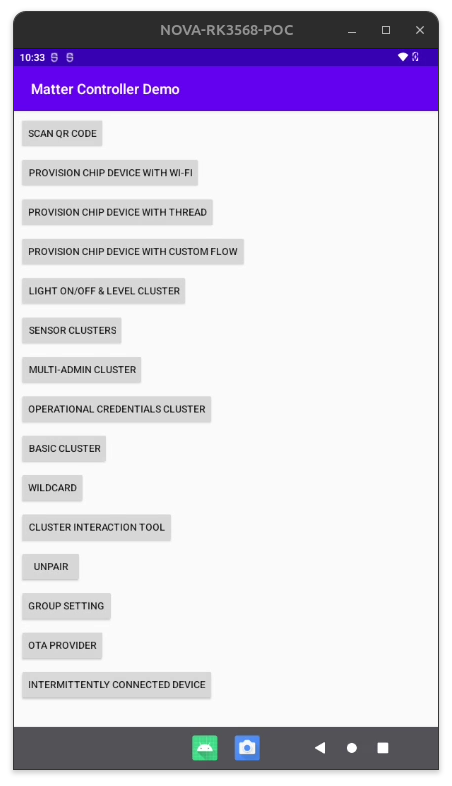 NOVA-RK3568-POC
10:33
Matter Controller Demo
SCAN QR CODE
PROVISION CHIP DEVICE WITH WI-FI
PROVISION CHIP DEVICE WITH THREAD
PROVISION CHIP DEVICE WITH CUSTOM FLOW
LIGHT ON/OFF & LEVEL CLUSTER
SENSOR CLUSTERS
MULTI-ADMIN CLUSTER
OPERATIONAL CREDENTIALS CLUSTER
BASIC CLUSTER
WILDCARD
CLUSTER INTERACTION TOOL
UNPAIR
GROUP SETTING
OTA PROVIDER
INTERMITTENTLY CONNECTED DEVICE